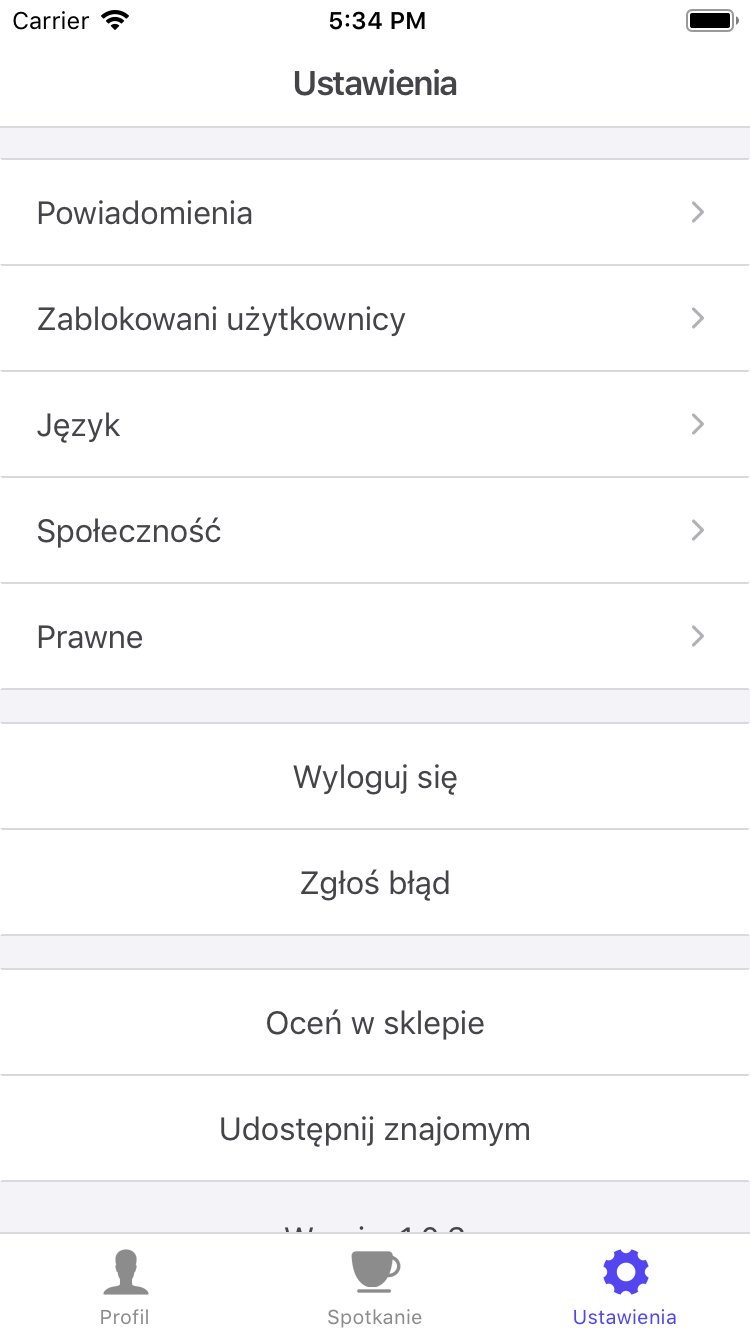 Carrier 5:34 PM
Ustawienia
Powiadomienia
Zablokowani użytkownicy
Język
Społeczność
Prawne
Wyloguj się
Zgłoś błąd
Oceń w sklepie
Udostępnij znajomym
Profil Spotkanie Ustawienia